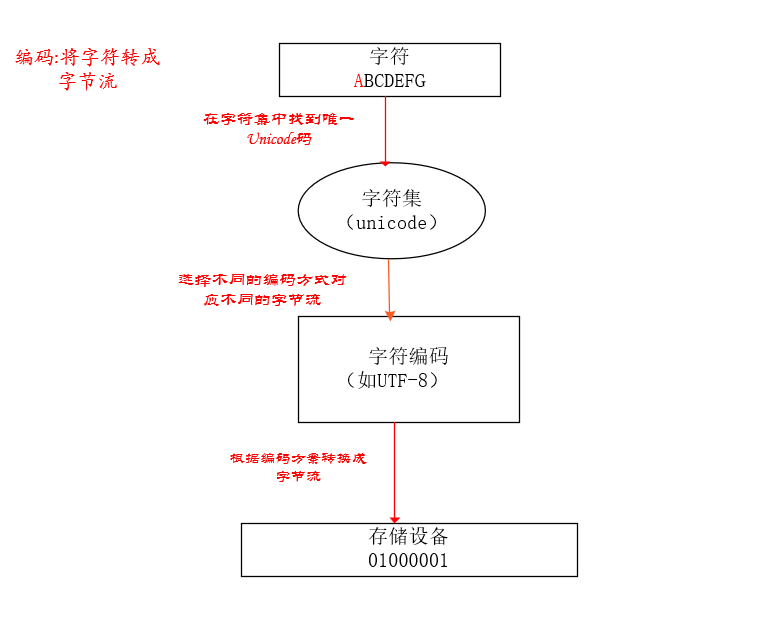 编码:将字符转成
字节流
字符
ABCDEFG
在字符集中找到唯一
Unicode码
字符集
（unicode）
选择不同的编码方式对
应不同的字节流
字符编码
（如UTF-8）
根据编码方案转换成
字节流
存储设备
01000001